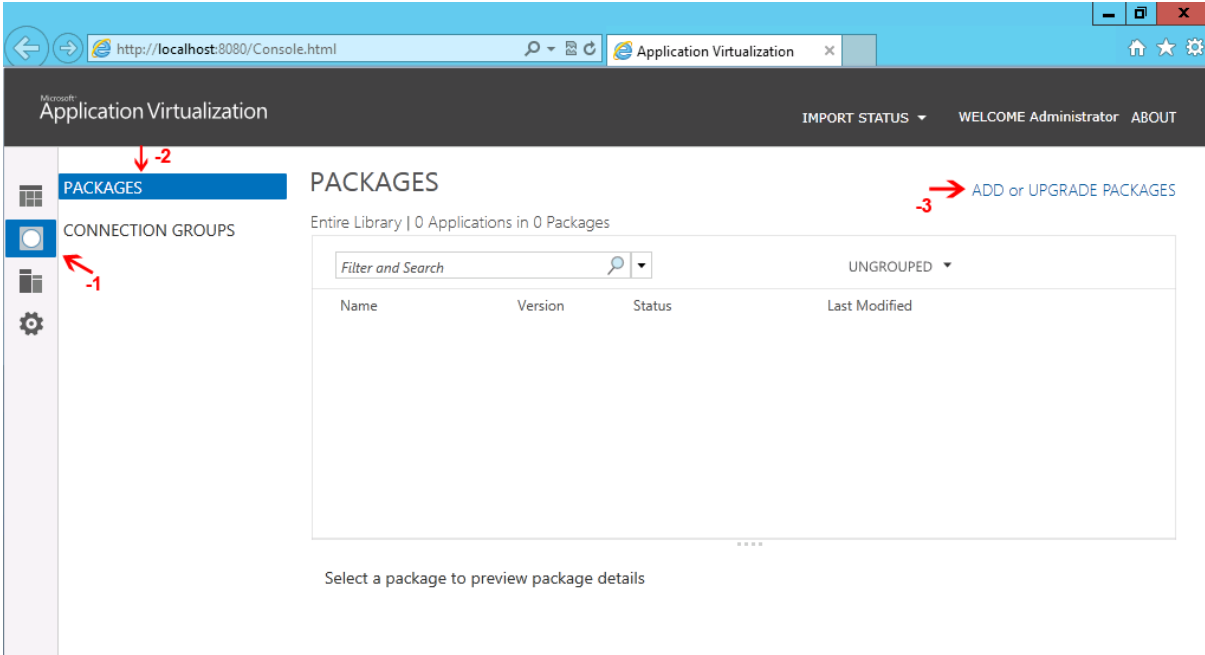 http://localhost:8080/Console.html
Application Virtualization
Microsoft
Application Virtualization
IMPORT STATUS
WELCOME Administrator ABOUT
-2
PACKAGES
CONNECTION GROUPS
-1
PACKAGES
ADD or UPGRADE PACKAGES
-3
Entire Library | 0 Applications in 0 Packages
Filter and Search
UNGROUPED
Name Version Status Last Modified
Select a package to preview package details